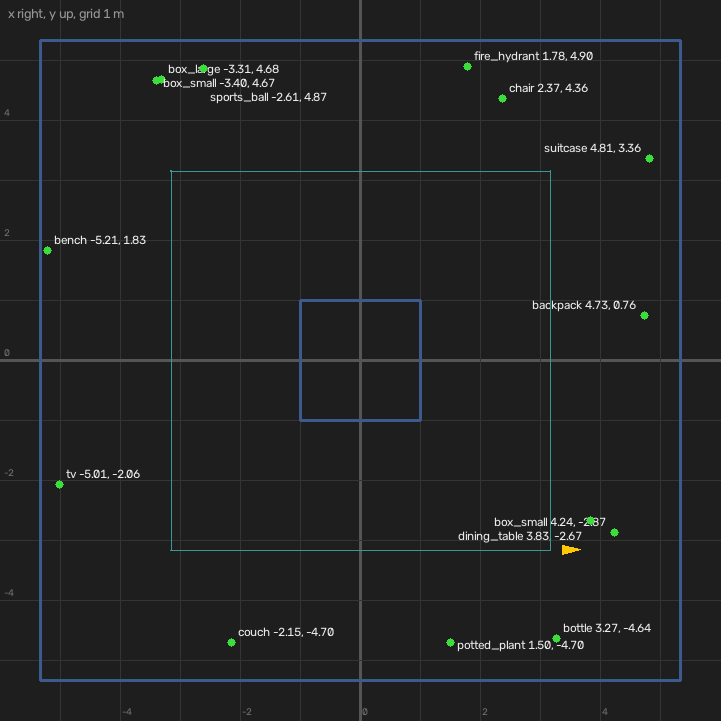 x right, y up, grid 1 m
fire_hydrant 1.78, 4.90
box_large -3.31, 4.68
box_small -3.40, 4.67
chair 2.37, 4.36
sports_ball -2.61, 4.87
4
suitcase 4.81, 3.36
2
bench -5.21, 1.83
backpack 4.73, 0.76
0
tv -5.01, -2.06
-2
box_small 4.24, -2.87
dining_table 3.83, -2.67
-4
couch -2.15, -4.70
bottle 3.27, -4.64
potted_plant 1.50, -4.70
-4 -2 0 2 4